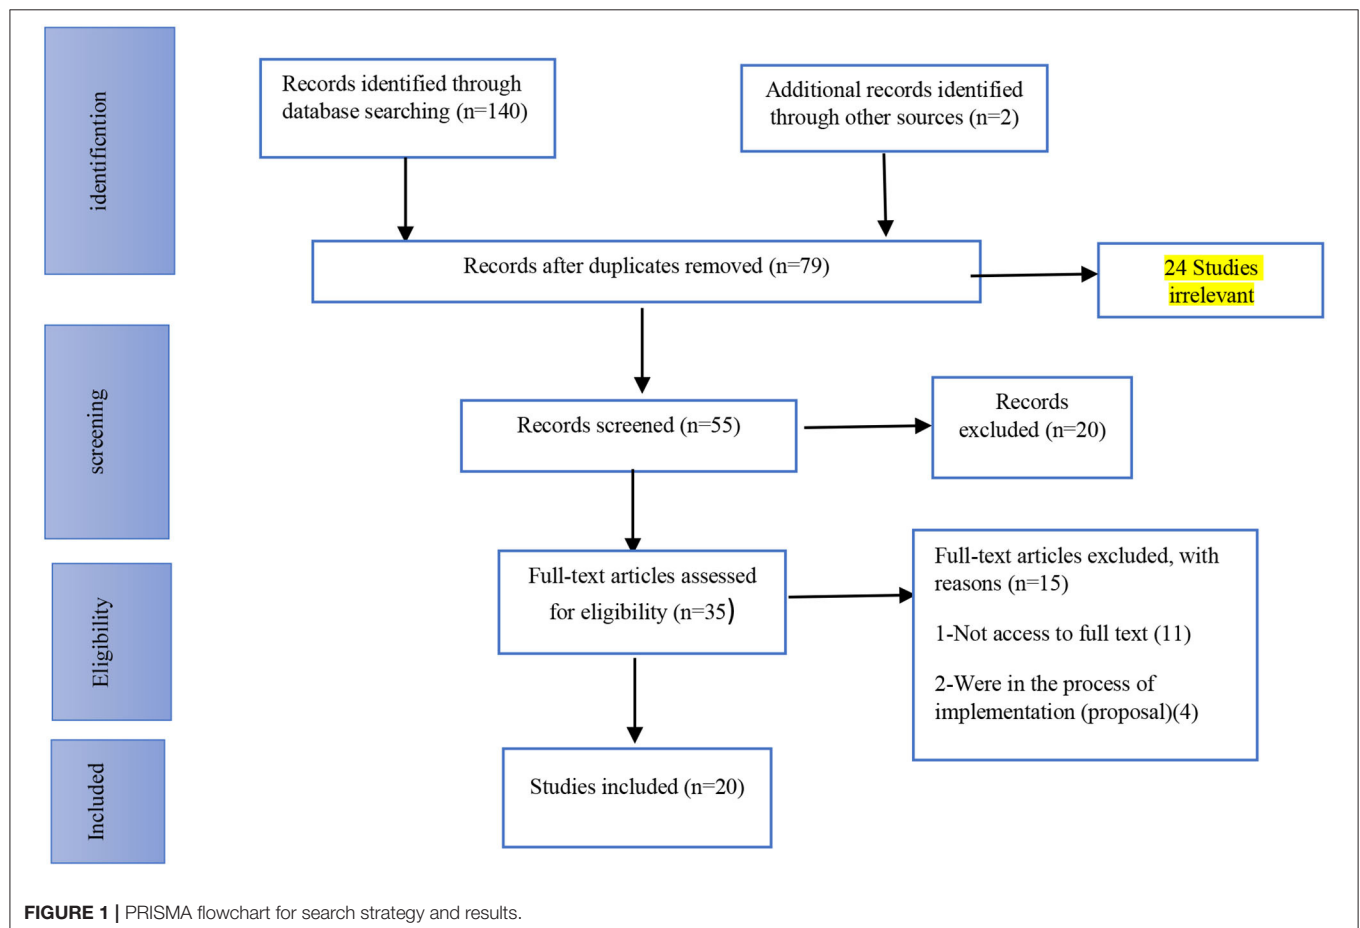 identificntion
Records identified through
database searching (n=140)
Additional records identified
through other sources (n=2)
Records after duplicates removed (n=79)
24 Studies
irrelevant
screening
Records screened (n=55)
Records
excluded (n=20)
Eligibility
Full-text articles assessed
for eligibility (n=35)
Full-text articles excluded, with
reasons (n=15)
1-Not access to full text (11)
2-Were in the process of
implementation (proposal)(4)
Included
Studies included (n=20)
FIGURE 1 | PRISMA flowchart for search strategy and results.